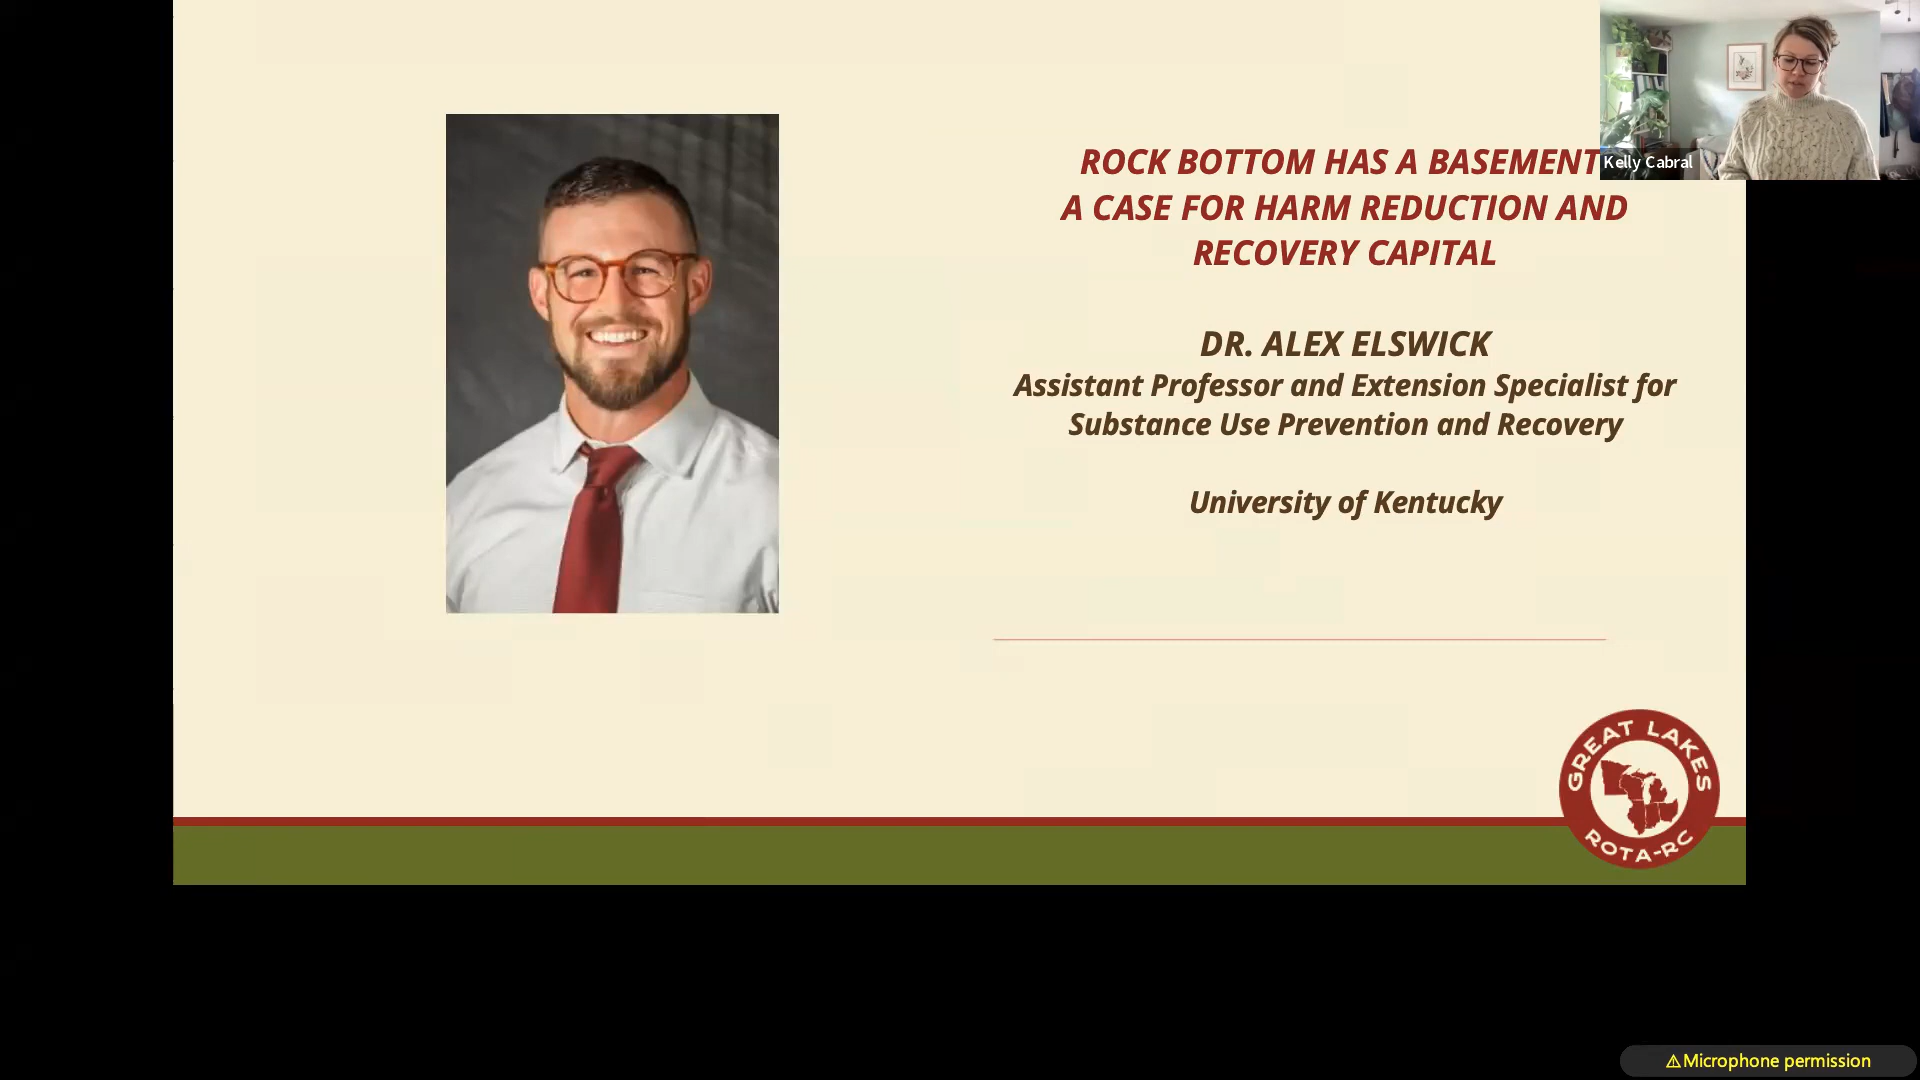 ROCK BOTTOM HAS A BASEMENT
A CASE FOR HARM REDUCTION AND
RECOVERY CAPITAL
DR. ALEX ELSWICK
Assistant Professor and Extension Specialist for
Substance Use Prevention and Recovery
University of Kentucky
Kelly Cabral
GREAT LAKES
ROTA-RC
⚠Microphone permission